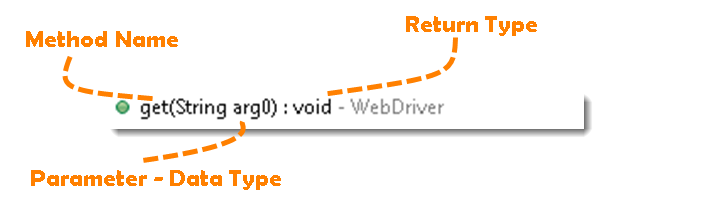 Method Name
Return Type
get(String arg0) : void - WebDriver
Parameter - Data Type